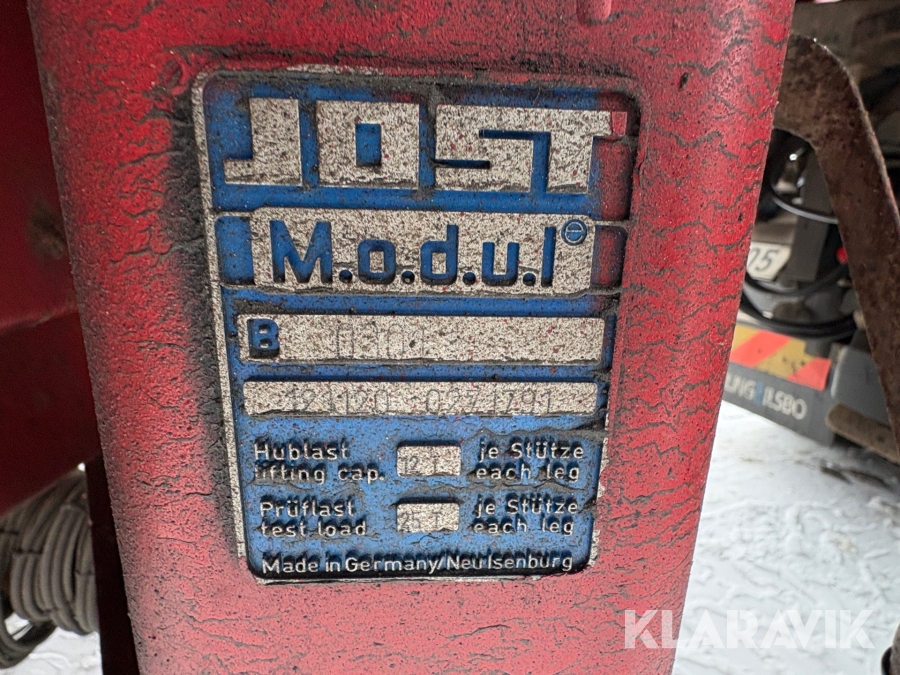 JOST
M.o.d.u.l
B
Hublast je Stütze
lifting cap. each leg
Prüflast je Stütze
test load each leg
Made in Germany/Neu Isenburg
05
KLARAVIK